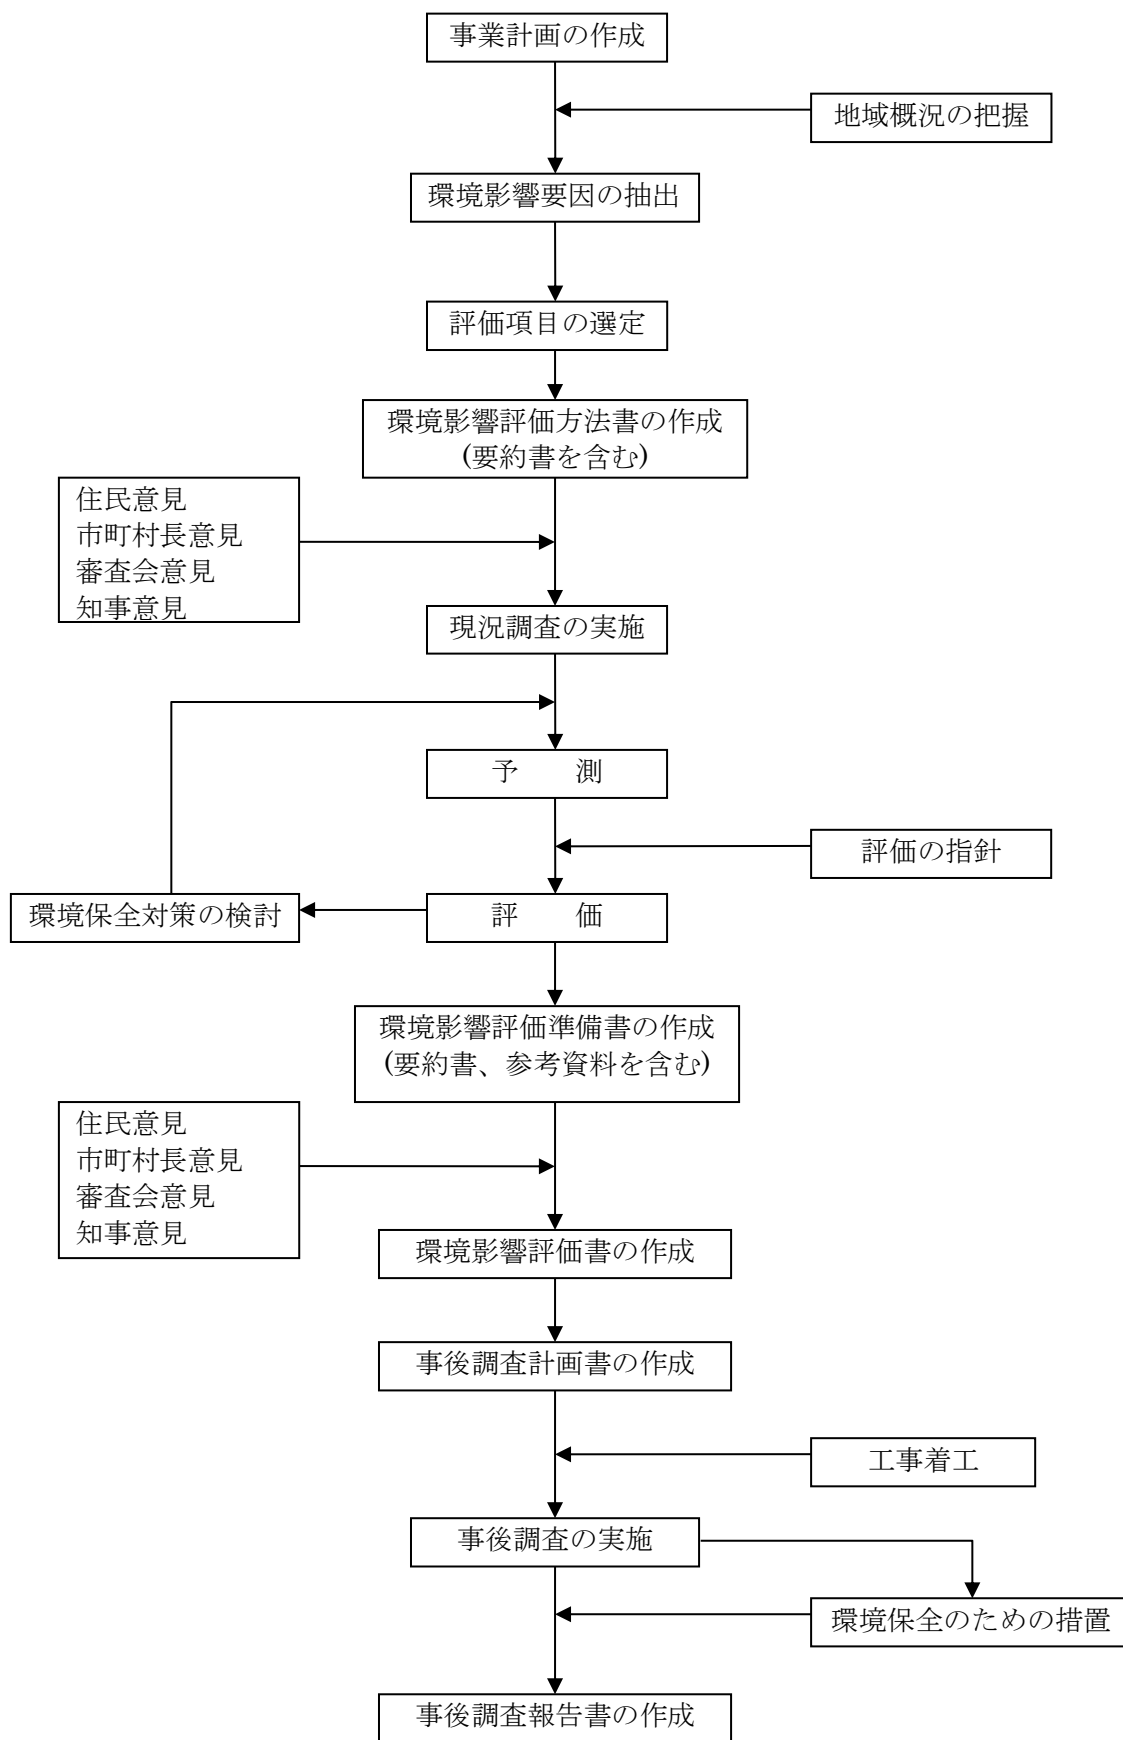 事業計画の作成
地域概況の把握
環境影響要因の抽出
評価項目の選定
環境影響評価方法書の作成
(要約書を含む)
住民意見
市町村長意見
審査会意見
知事意見
現況調査の実施
予　　測
評価の指針
環境保全対策の検討
評　　価
環境影響評価準備書の作成
(要約書、参考資料を含む)
住民意見
市町村長意見
審査会意見
知事意見
環境影響評価書の作成
事後調査計画書の作成
工事着工
事後調査の実施
環境保全のための措置
事後調査報告書の作成